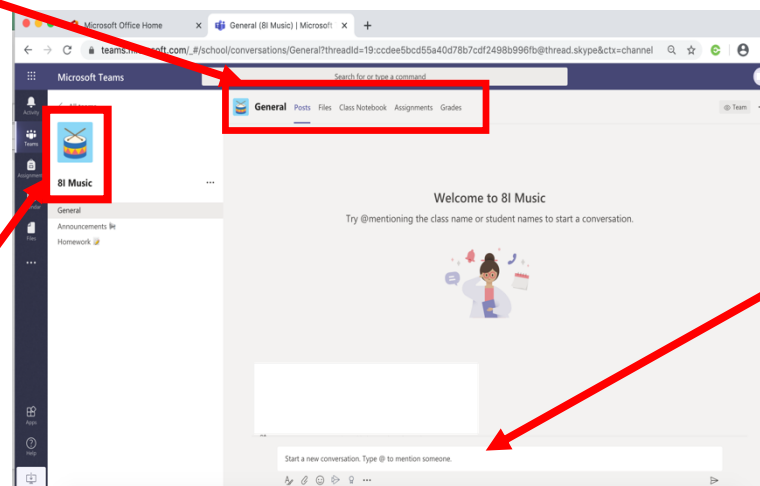 Microsoft Office Home
General (8I Music) | Microsoft
teams.microsoft.com/_#/school/conversations/General?threadId=19:ccdee5bcd55a40d78b7cdf2498b996fb@thread.skype&ctx=channel
Microsoft Teams
Search for or type a command
Activity
Teams
Assignments
Files
Apps
Help
8I Music
General
Announcements
Homework
General Posts Files Class Notebook Assignments Grades
Team
Welcome to 8I Music
Try @mentioning the class name or student names to start a conversation.
Start a new conversation. Type @ to mention someone.